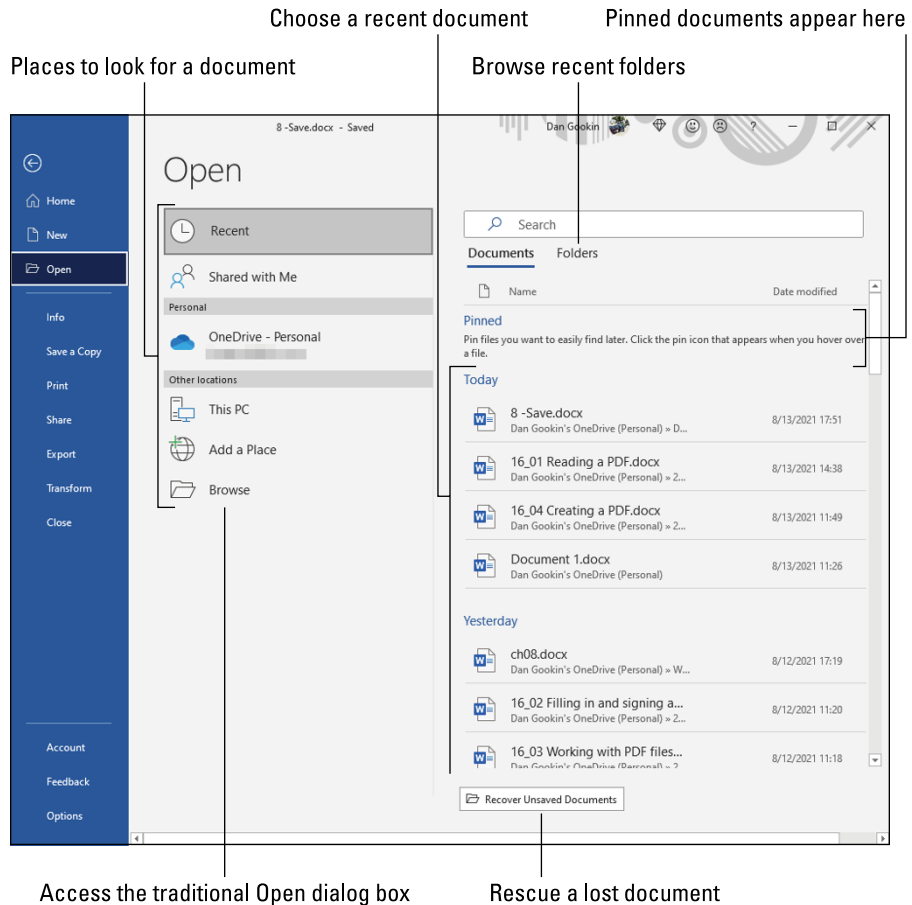 Choose a recent document
Pinned documents appear here
Places to look for a document
Browse recent folders
8 -Save.docx - Saved
Dan Gookin
?
Open
Home
New
Open
Info
Save a Copy
Print
Share
Export
Transform
Close
Account
Feedback
Options
Recent
Shared with Me
Personal
OneDrive - Personal
Other locations
This PC
Add a Place
Browse
Search
Documents Folders
Name Date modified
Pinned
Pin files you want to easily find later. Click the pin icon that appears when you hover over
a file.
Today
8 -Save.docx
Dan Gookin's OneDrive (Personal) » D...
8/13/2021 17:51
16_01 Reading a PDF.docx
Dan Gookin's OneDrive (Personal) » 2...
8/13/2021 14:38
16_04 Creating a PDF.docx
Dan Gookin's OneDrive (Personal) » 2...
8/13/2021 11:49
Document 1.docx
Dan Gookin's OneDrive (Personal)
8/13/2021 11:26
Yesterday
ch08.docx
Dan Gookin's OneDrive (Personal) » W...
8/12/2021 17:19
16_02 Filling in and signing a...
Dan Gookin's OneDrive (Personal) » 2...
8/12/2021 11:20
16_03 Working with PDF files...
Dan Gookin's OneDrive (Personal) » 2
8/12/2021 11:18
Recover Unsaved Documents
Access the traditional Open dialog box
Rescue a lost document